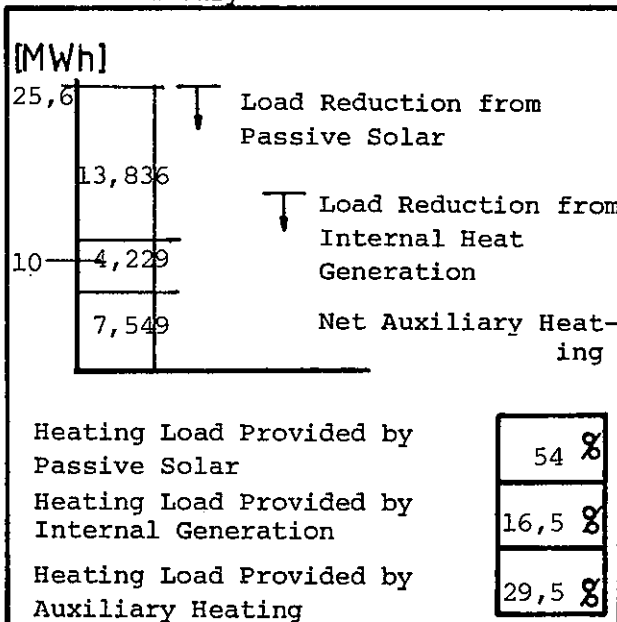 [MWh]
25,6
Load Reduction from
Passive Solar
13,836
Load Reduction from
Internal Heat
Generation
10
4,229
7,549
Net Auxiliary Heat-
ing
Heating Load Provided by
Passive Solar
54 %
Heating Load Provided by
Internal Generation
16,5 %
Heating Load Provided by
Auxiliary Heating
29,5 %